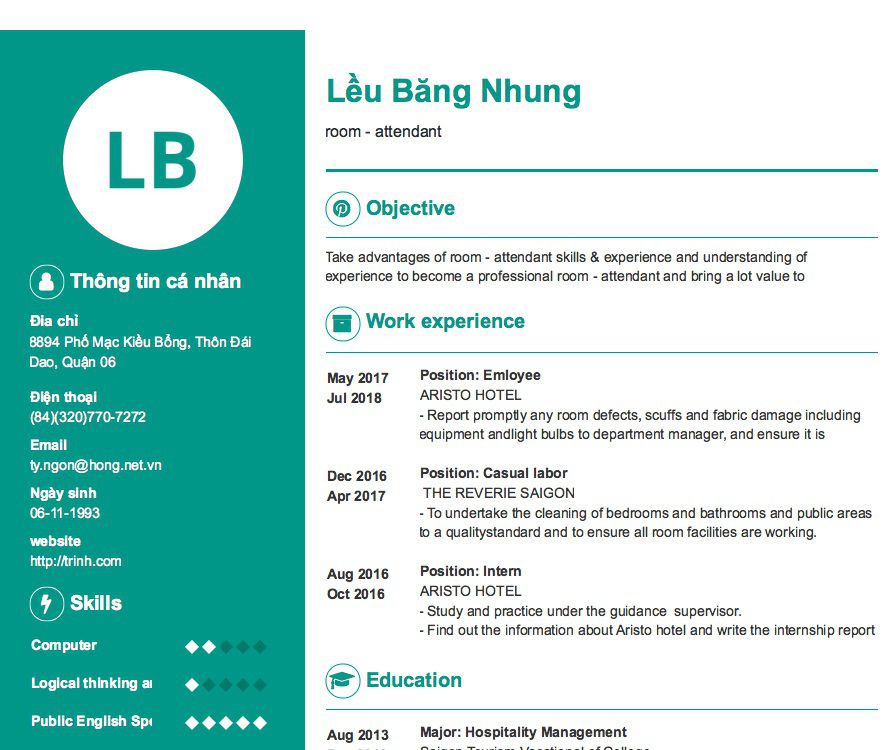 LB
Thông tin cá nhân
Địa chỉ
8894 Phố Mạc Kiều Bổng, Thôn Đái
Dao, Quận 06
Điện thoại
(84)(320)770-7272
Email
ty.ngon@hong.net.vn
Ngày sinh
06-11-1993
website
http://trinh.com
Skills
Computer
Logical thinking
Public English
Lều Băng Nhung
room - attendant
Objective
Take advantages of room - attendant skills & experience and understanding of
experience to become a professional room - attendant and bring a lot value to
Work experience
May 2017
Jul 2018
Position: Emloyee
ARISTO HOTEL
- Report promptly any room defects, scuffs and fabric damage including
equipment andlight bulbs to department manager, and ensure it is
Dec 2016
Apr 2017
Position: Casual labor
THE REVERIE SAIGON
- To undertake the cleaning of bedrooms and bathrooms and public areas
to a qualitystandard and to ensure all room facilities are working.
Aug 2016
Oct 2016
Position: Intern
ARISTO HOTEL
- Study and practice under the guidance supervisor.
- Find out the information about Aristo hotel and write the internship report
Education
Aug 2013
Major: Hospitality Management